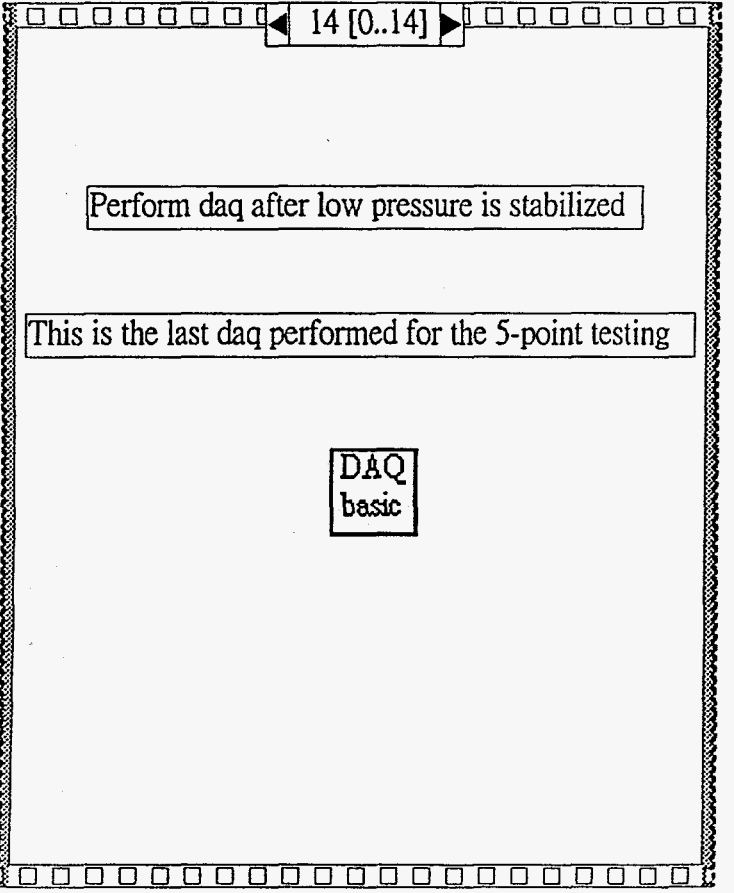 14 [0..14]
Perform daq after low pressure is stabilized
This is the last daq performed for the 5-point testing
DAQ
basic